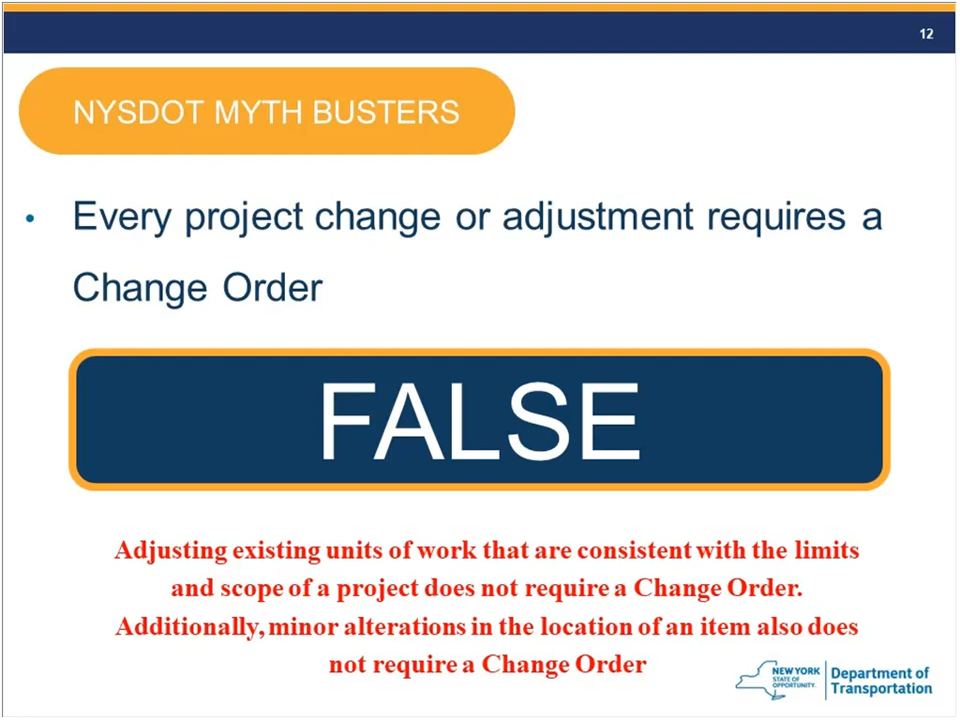 12
NYSDOT MYTH BUSTERS
• Every project change or adjustment requires a
Change Order
FALSE
Adjusting existing units of work that are consistent with the limits
and scope of a project does not require a Change Order.
Additionally, minor alterations in the location of an item also does
not require a Change Order
NEW YORK
STATE OF
OPPORTUNITY.
Department of
Transportation